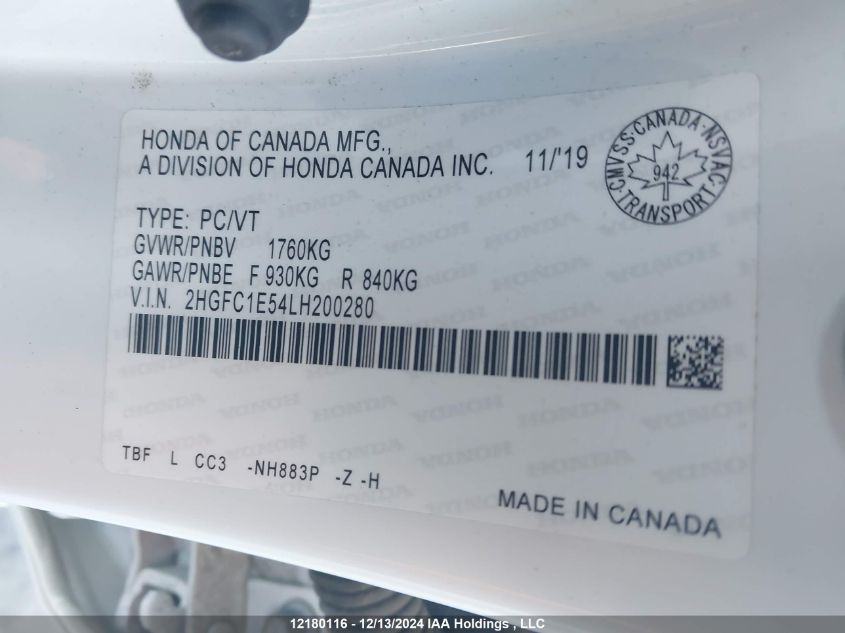 HONDA OF CANADA MFG.,
A DIVISION OF HONDA CANADA INC. 11/'19
CMVSS·CANADA·NSVAC·TRANSPORT·
942
TYPE: PC/VT
GVWR/PNBV 1760KG
GAWR/PNBE F 930KG R 840KG
V.I.N. 2HGFC1E54LH200280
TBF L CC3 -NH883P -Z -H
MADE IN CANADA
12180116 - 12/13/2024 IAA Holdings , LLC